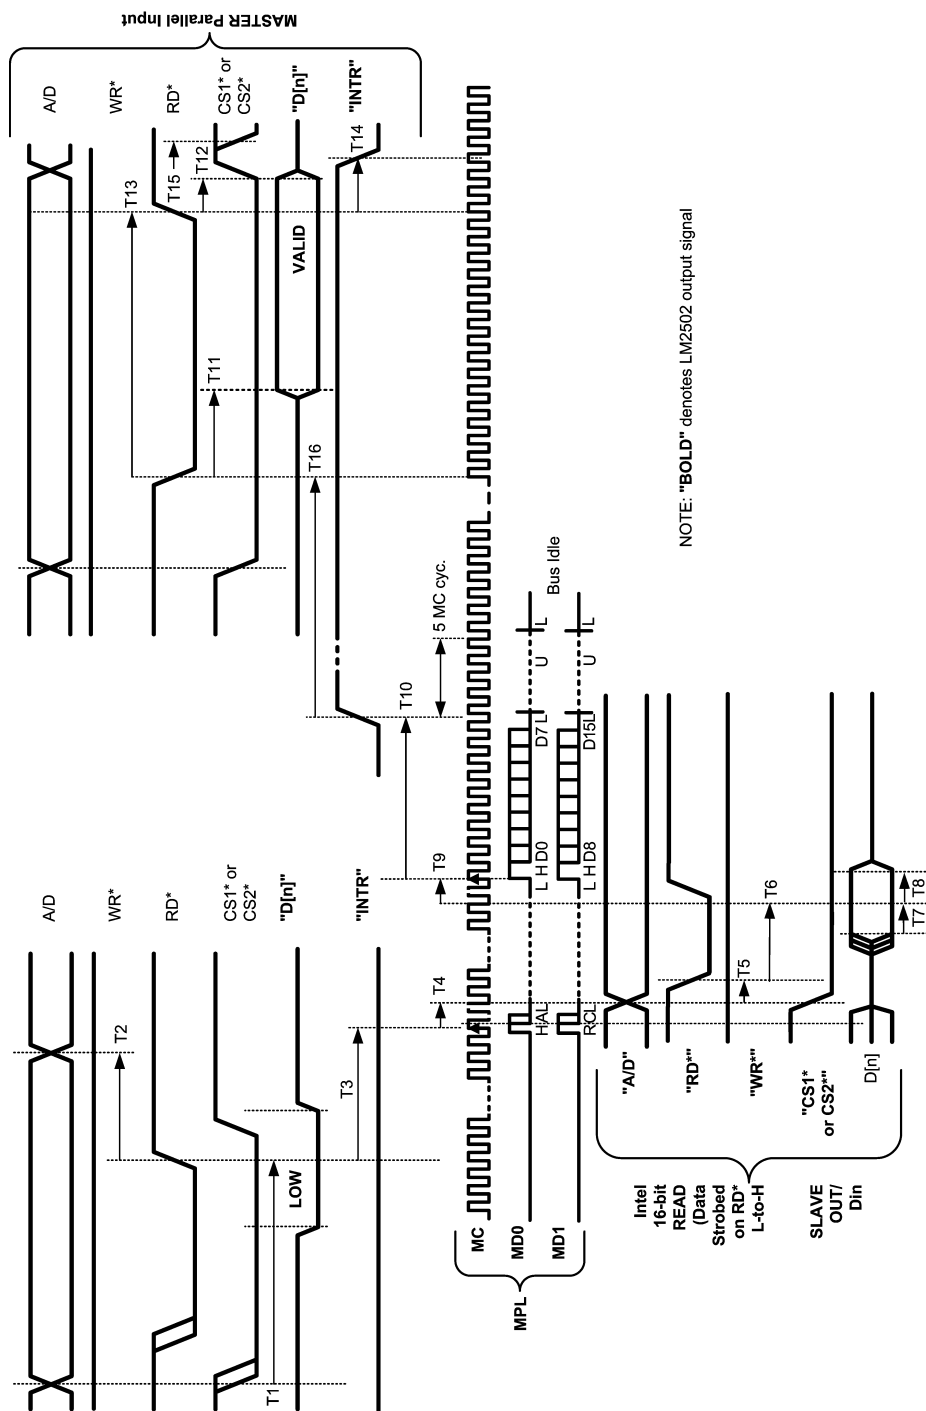 MASTER Parallel Input
A/D
WR*
RD*
CS1* or
CS2*
"D[n]"
"INTR"
A/D
WR*
RD*
CS1* or
CS2*
"D[n]"
"INTR"
T1
T2
T3
LOW
T4
T9
T10
5 MC cyc.
T16
T11
T13
T15
T12
T14
VALID
MPL
MC
MD0
MD1
H A L
R C L
L H D0
D7 L
U
L
L H D8
D15 L
U
L
Bus Idle
Intel
16-bit
READ
(Data
Strobed
on RD*
L-to-H
SLAVE
OUT/
Din
"A/D"
"RD*"
"WR*"
"CS1*
or CS2*"
D[n]
T5
T6
T7
T8
NOTE: "BOLD" denotes LM2502 output signal